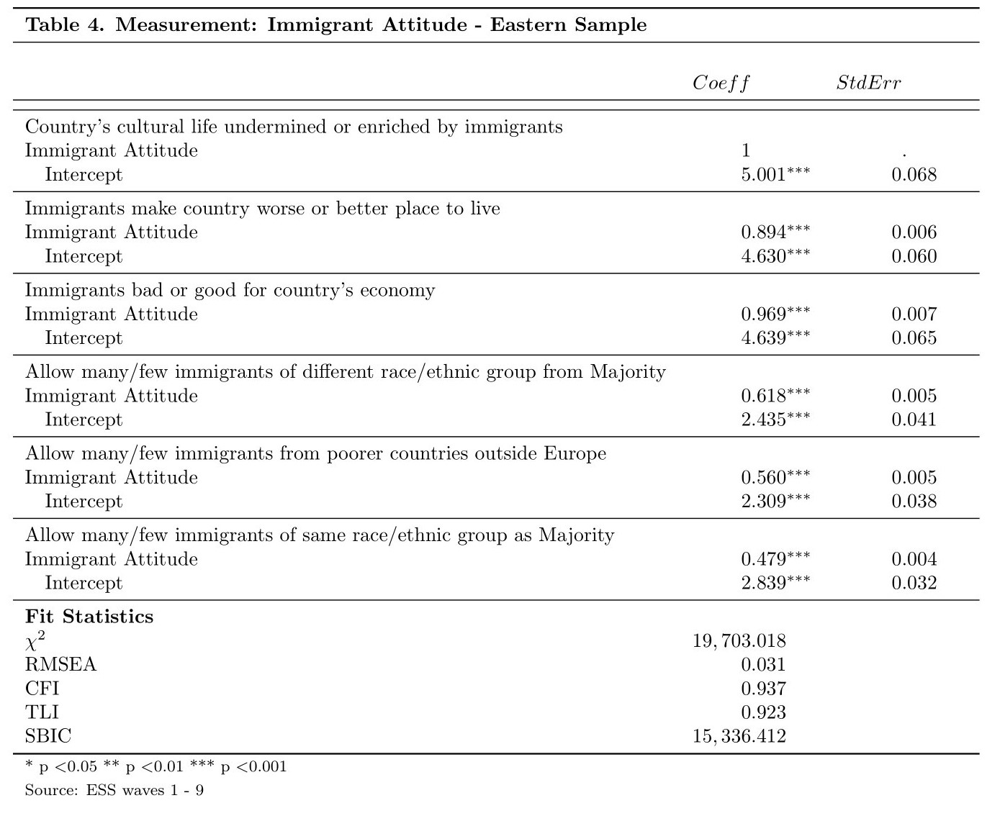 Table 4. Measurement: Immigrant Attitude - Eastern Sample
Coeff StdErr
Country's cultural life undermined or enriched by immigrants
Immigrant Attitude 1 .
Intercept 5.001*** 0.068
Immigrants make country worse or better place to live
Immigrant Attitude 0.894*** 0.006
Intercept 4.630*** 0.060
Immigrants bad or good for country's economy
Immigrant Attitude 0.969*** 0.007
Intercept 4.639*** 0.065
Allow many/few immigrants of different race/ethnic group from Majority
Immigrant Attitude 0.618*** 0.005
Intercept 2.435*** 0.041
Allow many/few immigrants from poorer countries outside Europe
Immigrant Attitude 0.560*** 0.005
Intercept 2.309*** 0.038
Allow many/few immigrants of same race/ethnic group as Majority
Immigrant Attitude 0.479*** 0.004
Intercept 2.839*** 0.032
Fit Statistics
χ² 19,703.018
RMSEA 0.031
CFI 0.937
TLI 0.923
SBIC 15,336.412
* p <0.05 ** p <0.01 *** p <0.001
Source: ESS waves 1 - 9